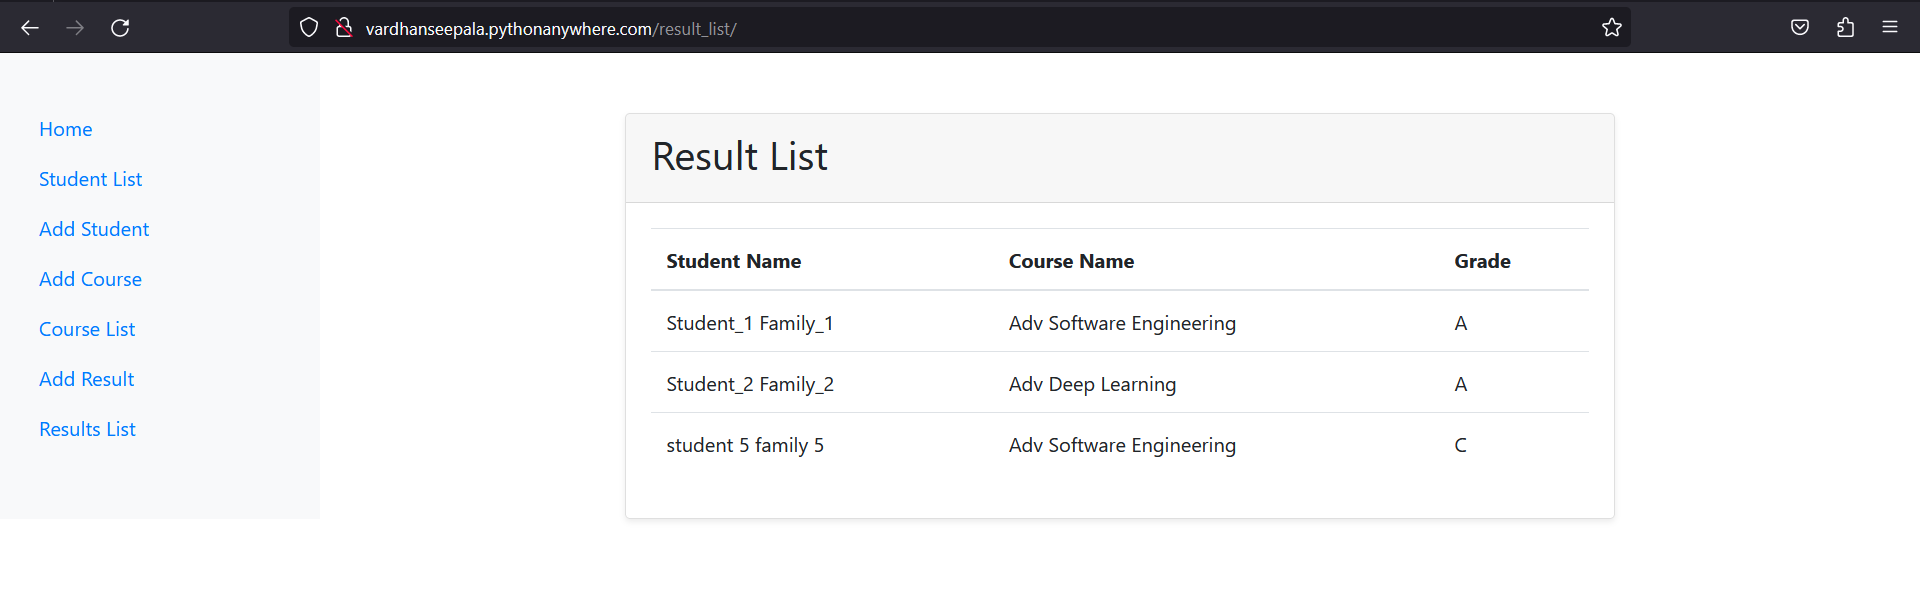 vardhanseepala.pythonanywhere.com/result_list/
Home
Student List
Add Student
Add Course
Course List
Add Result
Results List
Result List
Student Name Course Name Grade
Student_1 Family_1 Adv Software Engineering A
Student_2 Family_2 Adv Deep Learning A
student 5 family 5 Adv Software Engineering C